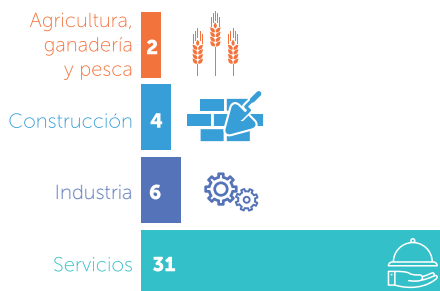 Agricultura,
ganadería
y pesca
2
Construcción
4
Industria
6
Servicios
31